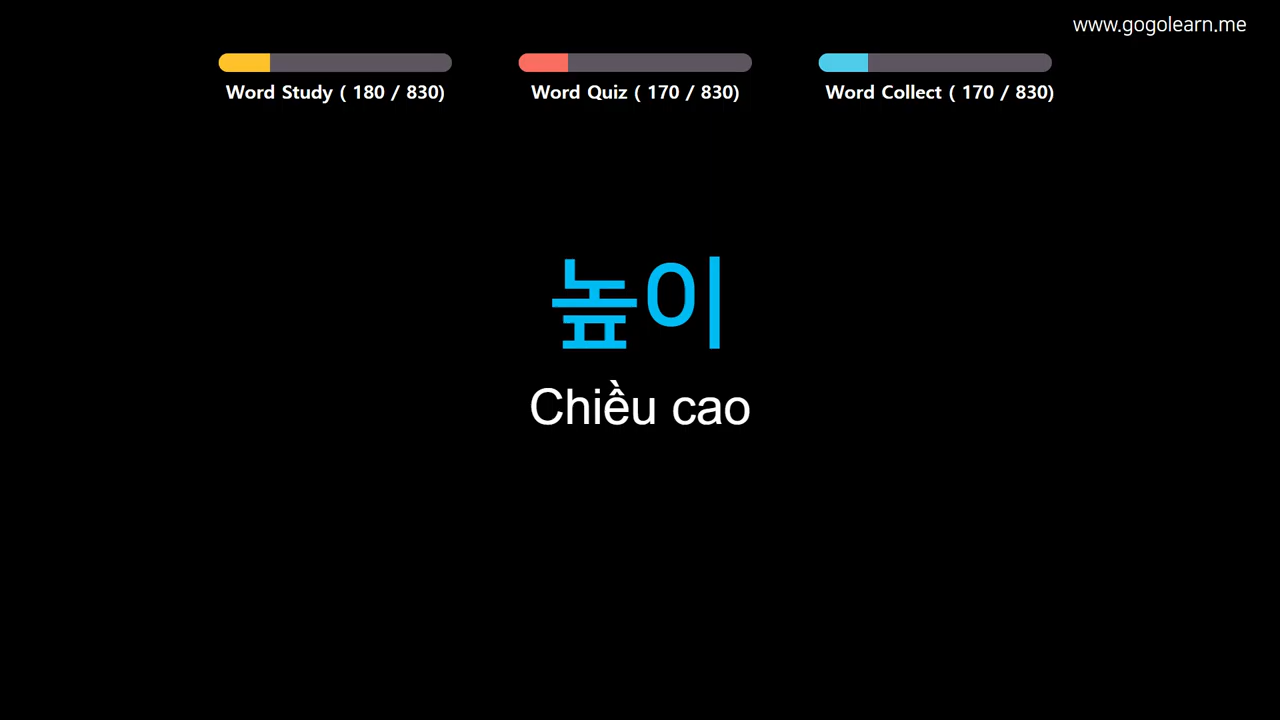 www.gogolearn.me
Word Study ( 180 / 830)
Word Quiz ( 170 / 830)
Word Collect ( 170 / 830)
높이
Chiều cao